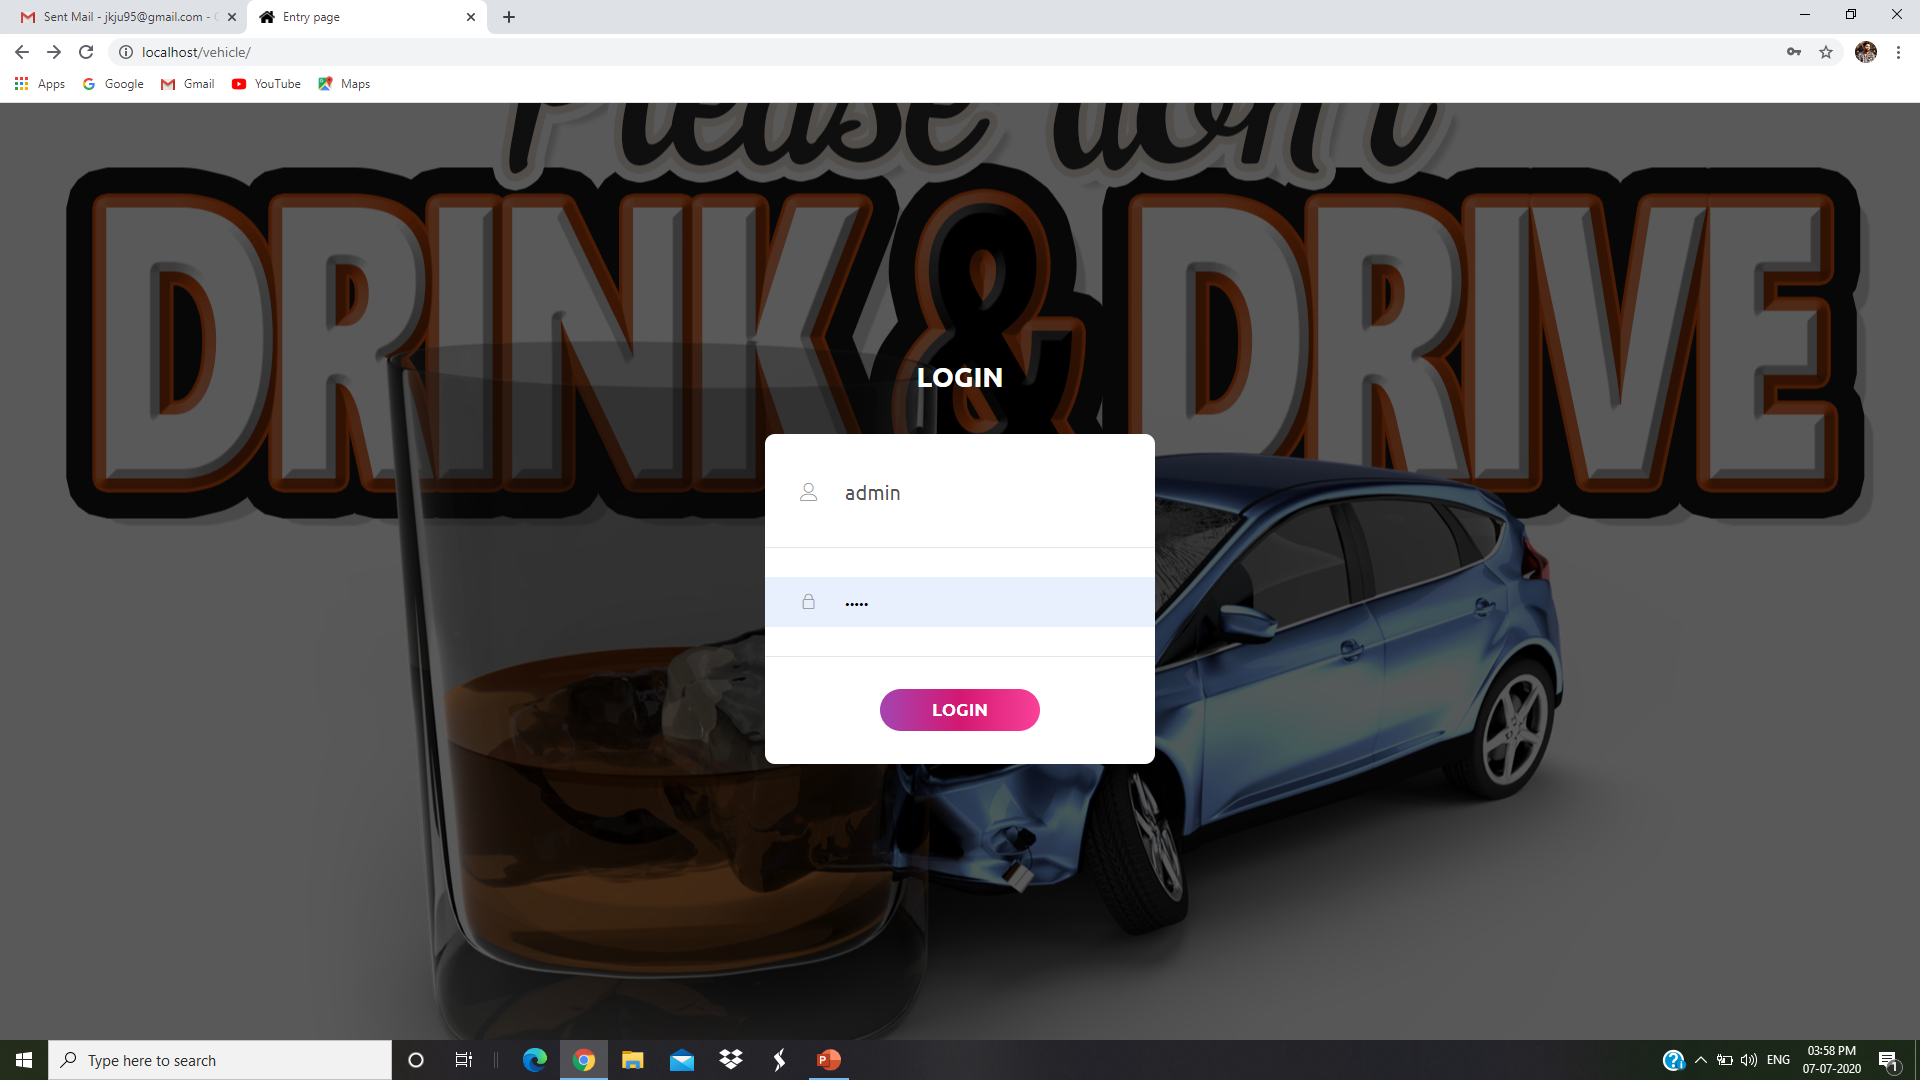 Sent Mail - jkju95@gmail.com -
Entry page
localhost/vehicle/
Apps
Google
Gmail
YouTube
Maps
Please don't
DRINK & DRIVE
LOGIN
admin
•••••
LOGIN
Type here to search
ENG
03:58 PM
07-07-2020
1